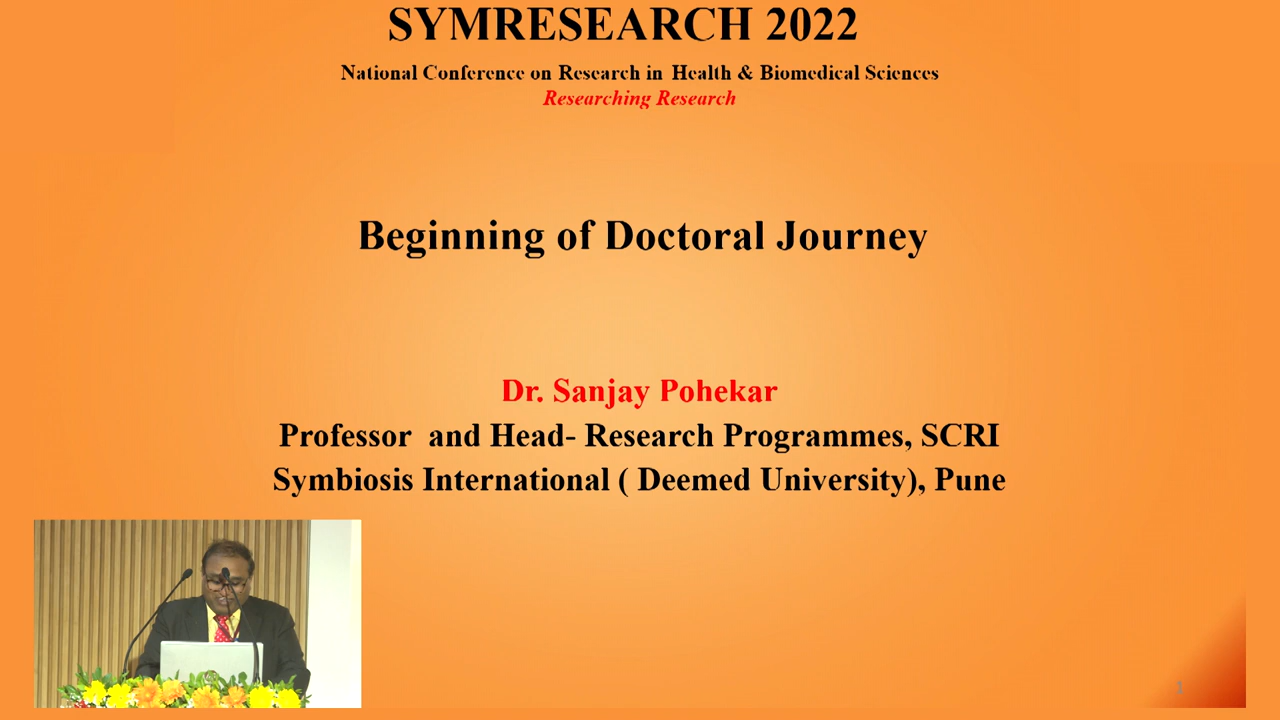 SYMRESEARCH 2022
National Conference on Research in Health & Biomedical Sciences
Researching Research
Beginning of Doctoral Journey
Dr. Sanjay Pohekar
Professor and Head- Research Programmes, SCRI
Symbiosis International ( Deemed University), Pune
1